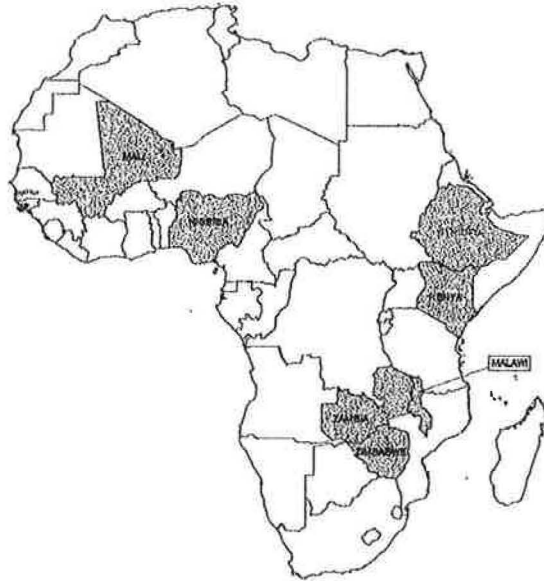 MALI
NIGERIA
ETHIOPIA
KENYA
MALAWI
ZAMBIA
ZIMBABWE